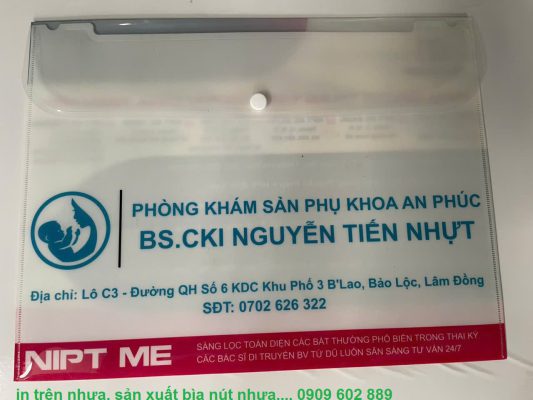 PHÒNG KHÁM SẢN PHỤ KHOA AN PHÚC
BS.CKI NGUYỄN TIẾN NHỰT
Địa chỉ: Lô C3 - Đường QH Số 6 KDC Khu Phố 3 B'Lao, Bảo Lộc, Lâm Đồng
SĐT: 0702 626 322
NIPT ME
SÀNG LỌC TOÀN DIỆN CÁC BẤT THƯỜNG PHỔ BIẾN TRONG THAI KỲ
CÁC BÁC SĨ DI TRUYỀN BV TỪ DŨ LUÔN SẴN SÀNG TƯ VẤN 24/7
in trên nhựa, sản xuất bìa nút nhựa.... 0909 602 889